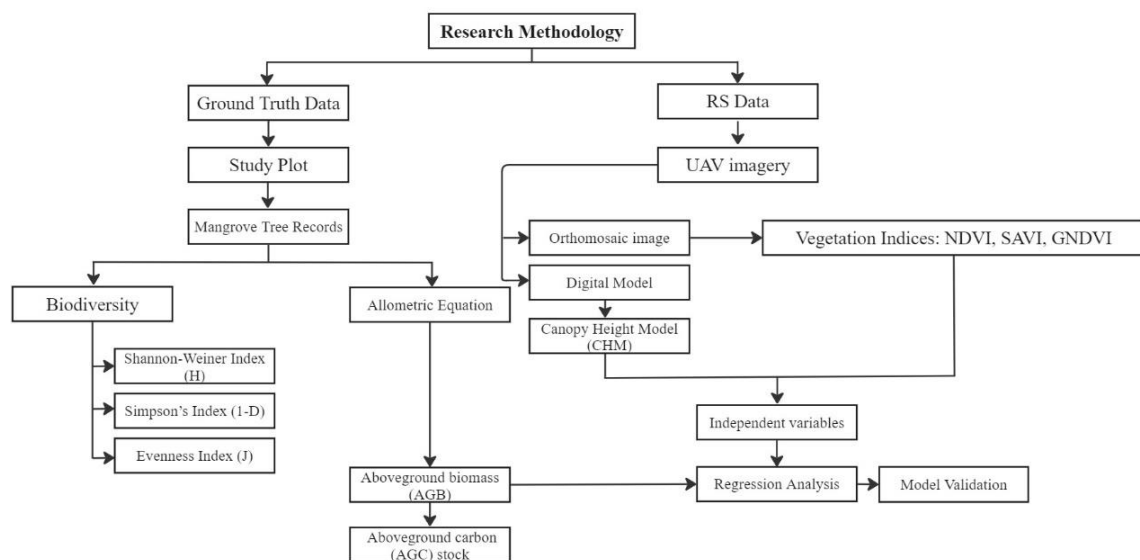 Research Methodology
Ground Truth Data
RS Data
Study Plot
UAV imagery
Mangrove Tree Records
Orthomosaic image
Vegetation Indices: NDVI, SAVI, GNDVI
Biodiversity
Allometric Equation
Digital Model
Canopy Height Model
(CHM)
Shannon-Weiner Index
(H)
Simpson's Index (1-D)
Evenness Index (J)
Independent variables
Aboveground biomass
(AGB)
Regression Analysis
Model Validation
Aboveground carbon
(AGC) stock